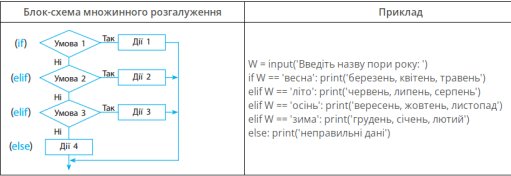 Блок-схема множинного розгалуження
Приклад
(if) Умова 1 Так Дії 1
Ні
(elif) Умова 2 Так Дії 2
Ні
(elif) Умова 3 Так Дії 3
Ні
(else) Дії 4
W = input('Введіть назву пори року: ')
if W == 'весна': print('березень, квітень, травень')
elif W == 'літо': print('червень, липень, серпень')
elif W == 'осінь': print('вересень, жовтень, листопад')
elif W == 'зима': print('грудень, січень, лютий')
else: print('неправильні дані')